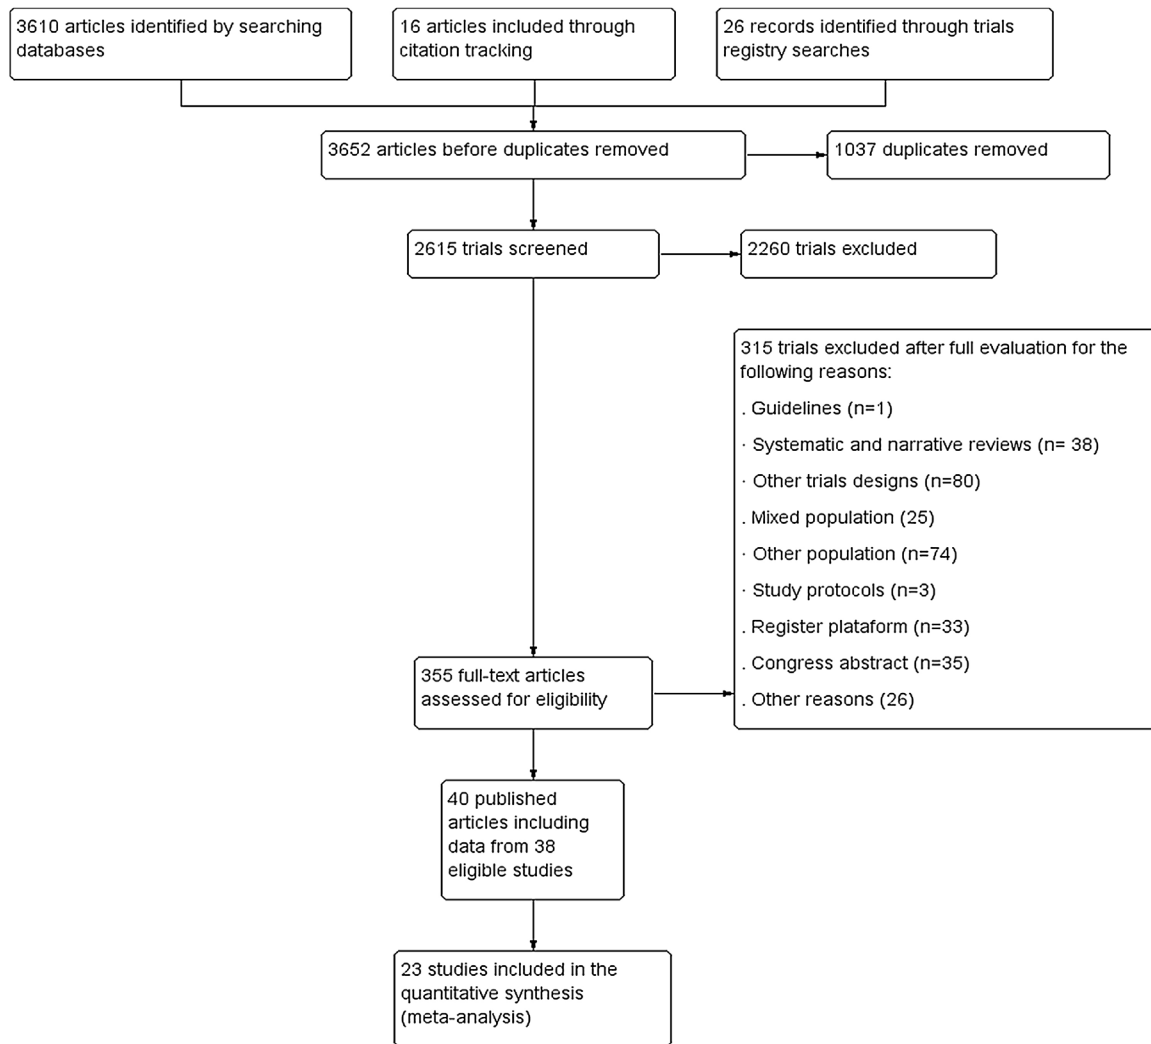 3610 articles identified by searching
databases
16 articles included through
citation tracking
26 records identified through trials
registry searches
3652 articles before duplicates removed
1037 duplicates removed
2615 trials screened
2260 trials excluded
315 trials excluded after full evaluation for the
following reasons:
. Guidelines (n=1)
· Systematic and narrative reviews (n= 38)
· Other trials designs (n=80)
. Mixed population (25)
· Other population (n=74)
· Study protocols (n=3)
. Register plataform (n=33)
. Congress abstract (n=35)
. Other reasons (26)
355 full-text articles
assessed for eligibility
40 published
articles including
data from 38
eligible studies
23 studies included in the
quantitative synthesis
(meta-analysis)